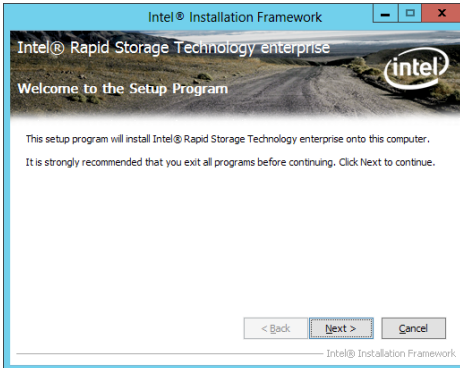 Intel® Installation Framework
Intel® Rapid Storage Technology enterprise
Welcome to the Setup Program
intel
This setup program will install Intel® Rapid Storage Technology enterprise onto this computer.
It is strongly recommended that you exit all programs before continuing. Click Next to continue.
< Back Next > Cancel
Intel® Installation Framework